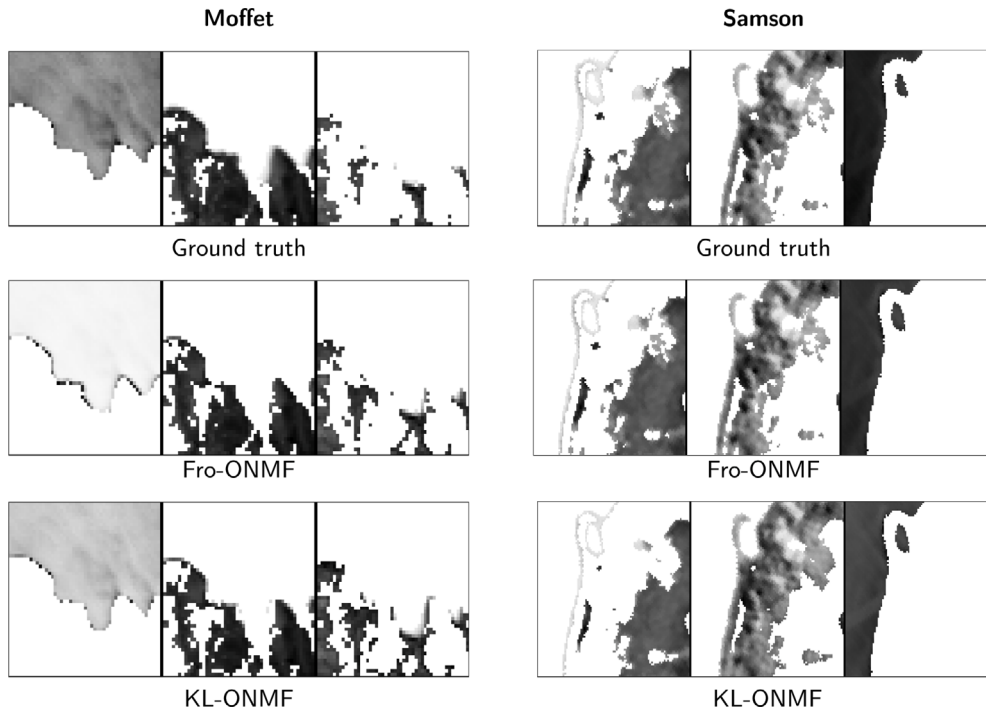 Moffet
Samson
Ground truth
Ground truth
Fro-ONMF
Fro-ONMF
KL-ONMF
KL-ONMF